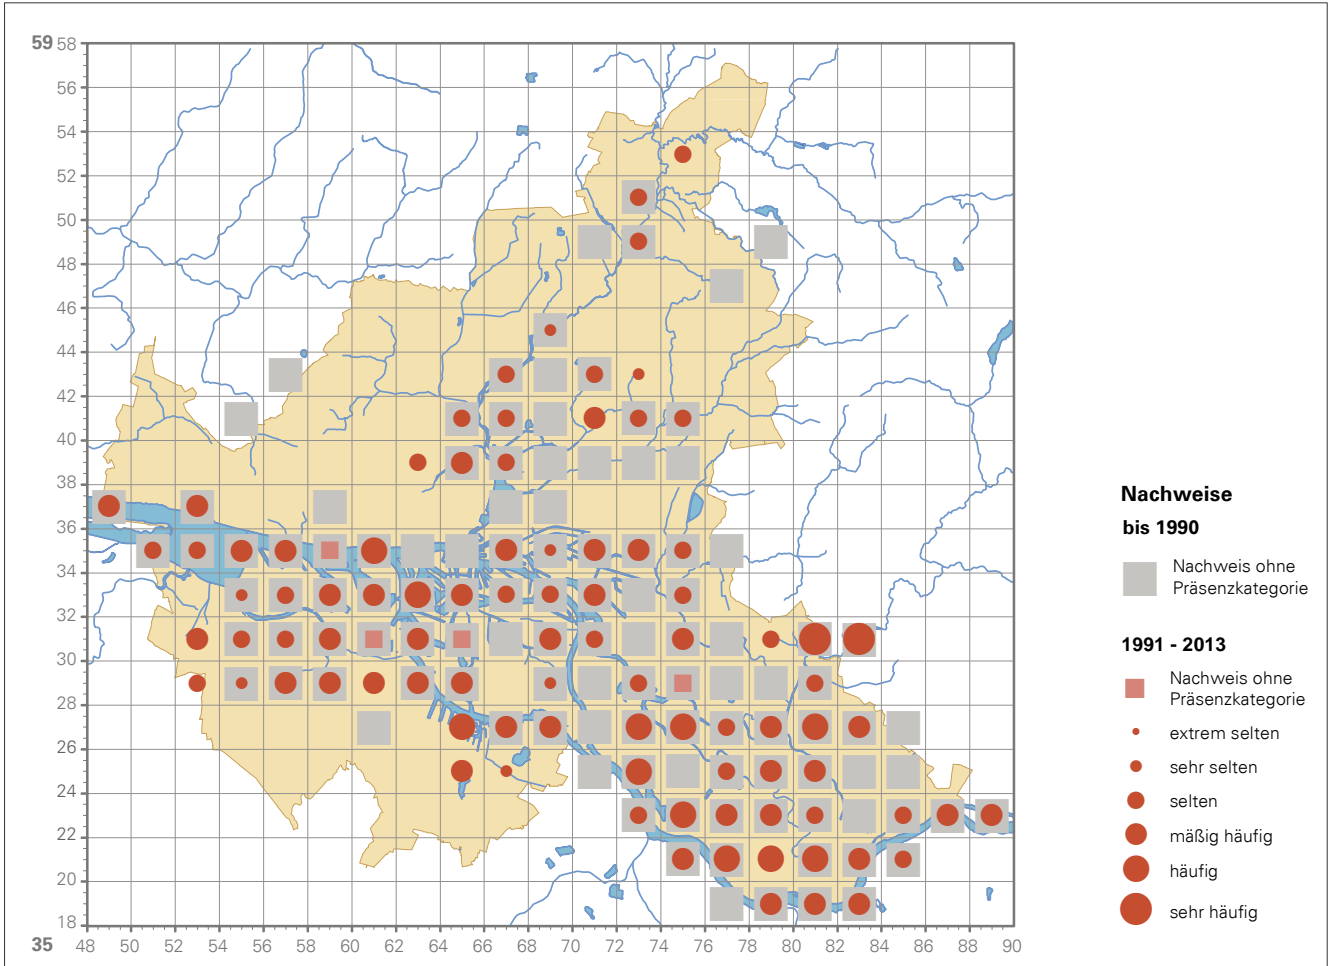 59 58
56
54
52
50
48
46
44
42
40
38
36
34
32
30
28
26
24
22
20
18
35
48 50 52 54 56 58 60 62 64 66 68 70 72 74 76 78 80 82 84 86 88 90
Nachweise
bis 1990
Nachweis ohne
Präsenzkategorie
1991 - 2013
Nachweis ohne
Präsenzkategorie
extrem selten
sehr selten
selten
mäßig häufig
häufig
sehr häufig